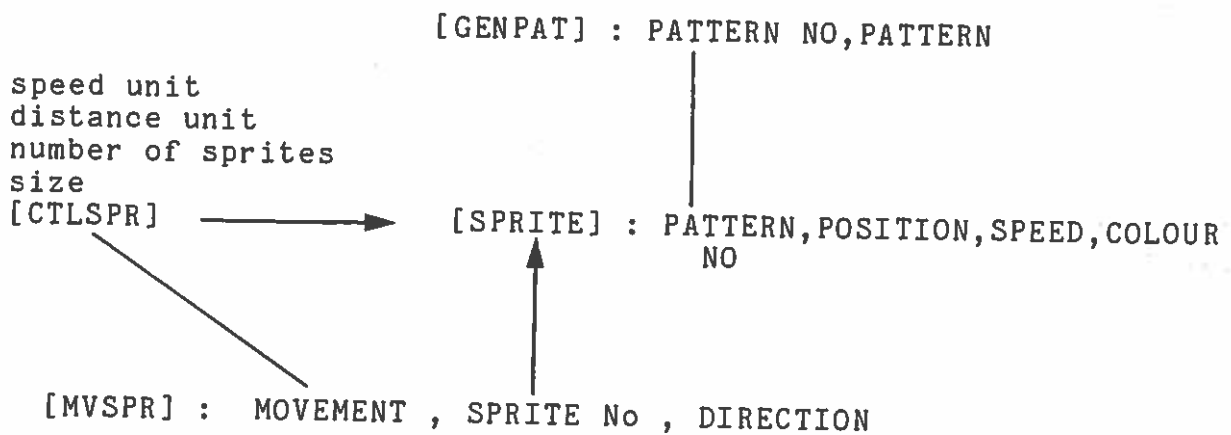 [GENPAT] : PATTERN NO,PATTERN
speed unit
distance unit
number of sprites
size
[CTLSPR]
[SPRITE] : PATTERN,POSITION,SPEED,COLOUR
NO
[MVSPR] : MOVEMENT , SPRITE No , DIRECTION